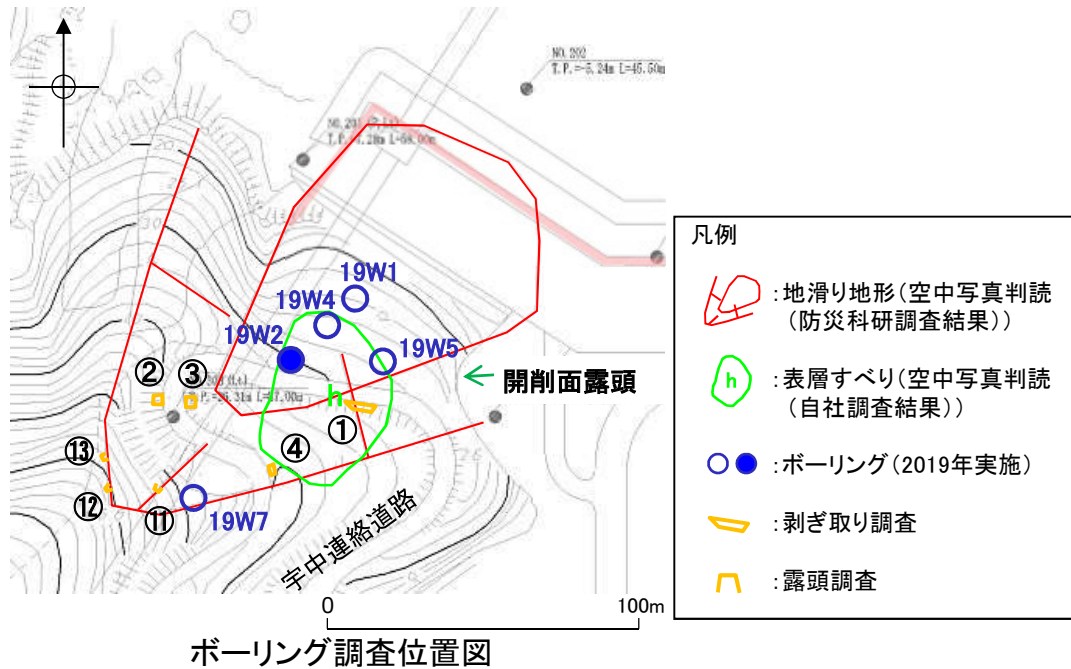 NO.202
T.P.=-5.24m L=45.50m
20
30
19W1
19W4
19W2
19W5
② ③
開削面露頭
h
①
⑬
④
⑫
⑪
19W7
宇中連絡道路
0 100m
ボーリング調査位置図
凡例
:地滑り地形(空中写真判読
(防災科研調査結果))
h
:表層すべり(空中写真判読
(自社調査結果))
:ボーリング(2019年実施)
:剥ぎ取り調査
:露頭調査